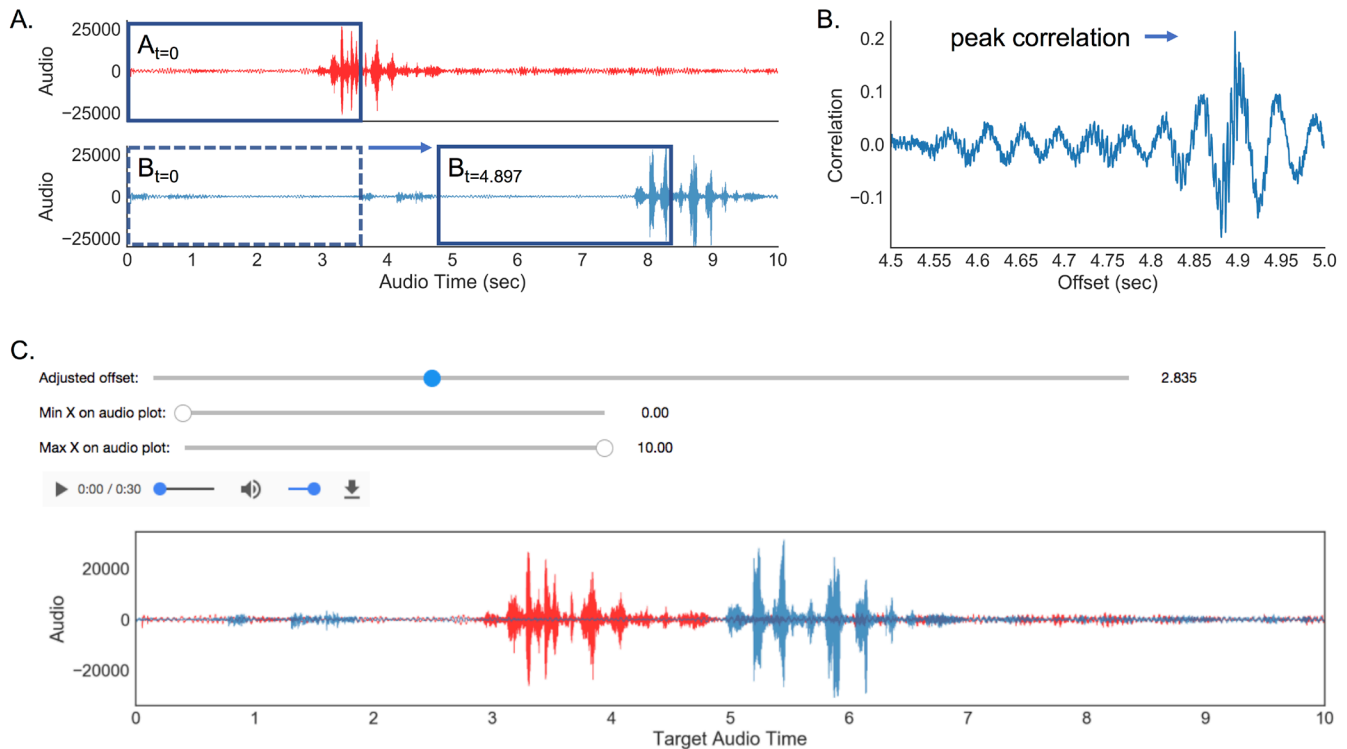 A.
25000
0
−25000
Audio
A t=0
25000
0
−25000
Audio
B t=0
B t=4.897
0 1 2 3 4 5 6 7 8 9 10
Audio Time (sec)
B.
peak correlation
0.2
0.1
0.0
−0.1
Correlation
4.5 4.55 4.6 4.65 4.7 4.75 4.8 4.85 4.9 4.95 5.0
Offset (sec)
C.
Adjusted offset: 2.835
Min X on audio plot: 0.00
Max X on audio plot: 10.00
0:00 / 0:30
20000
0
−20000
Audio
0 1 2 3 4 5 6 7 8 9 10
Target Audio Time